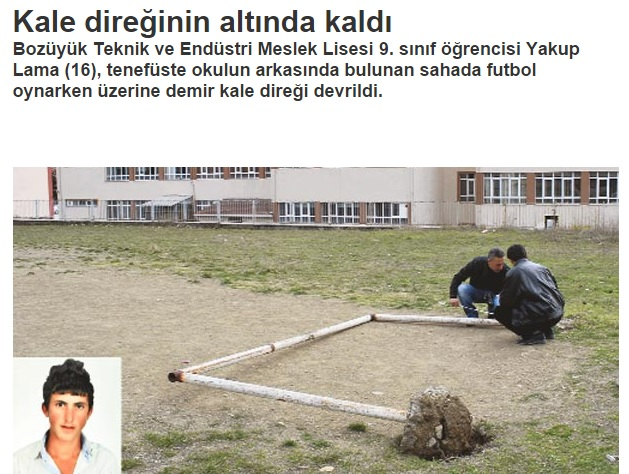 Kale direğinin altında kaldı
Bozüyük Teknik ve Endüstri Meslek Lisesi 9. sınıf öğrencisi Yakup
Lama (16), tenefüste okulun arkasında bulunan sahada futbol
oynarken üzerine demir kale direği devrildi.